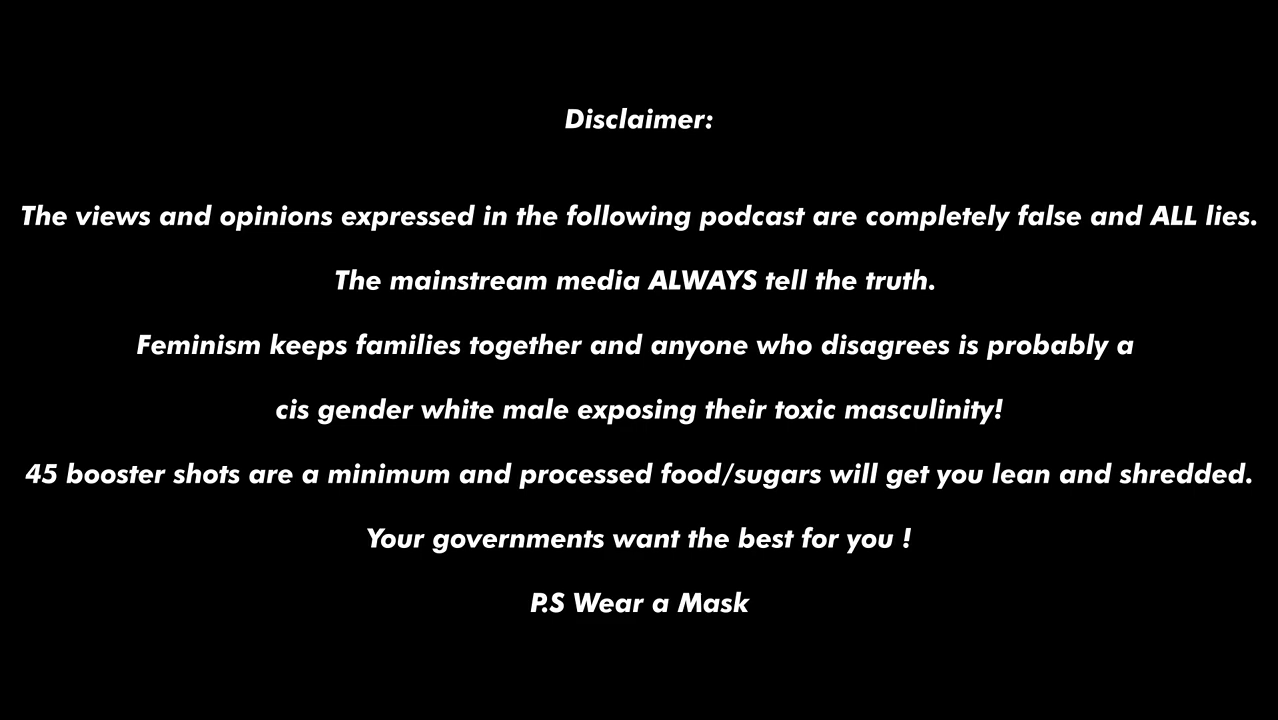 Disclaimer:
The views and opinions expressed in the following podcast are completely false and ALL lies.
The mainstream media ALWAYS tell the truth.
Feminism keeps families together and anyone who disagrees is probably a
cis gender white male exposing their toxic masculinity!
45 booster shots are a minimum and processed food/sugars will get you lean and shredded.
Your governments want the best for you !
P.S Wear a Mask